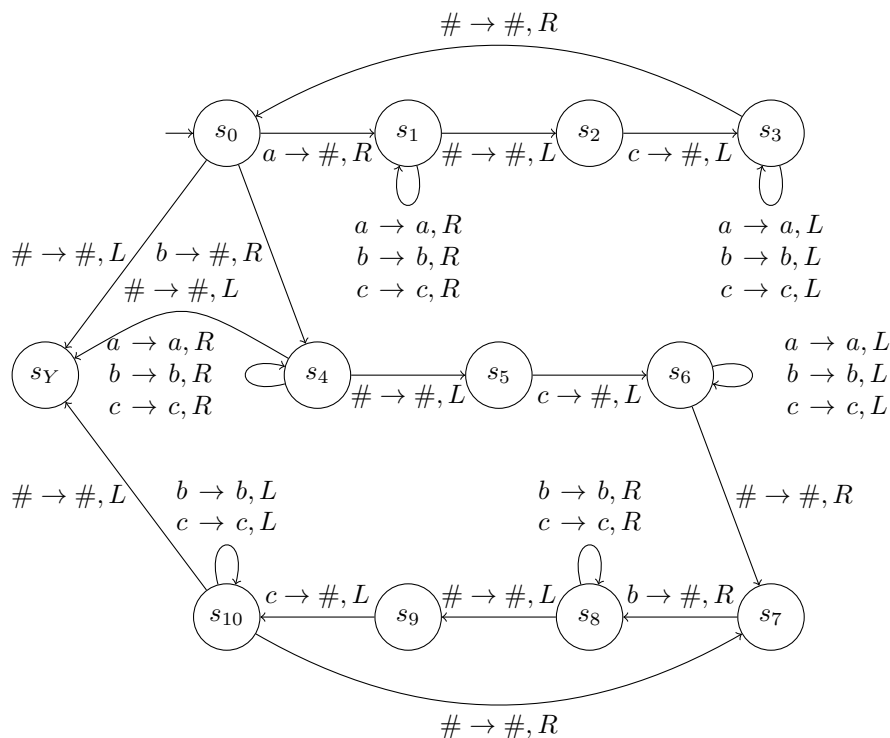 # → #, R
s0 s1 s2 s3
a → #, R # → #, L c → #, L
a → a, R
b → b, R
c → c, R
a → a, L
b → b, L
c → c, L
# → #, L b → #, R
# → #, L
a → a, R
b → b, R
c → c, R
sY s4 s5 s6
# → #, L c → #, L
a → a, L
b → b, L
c → c, L
# → #, L
b → b, L
c → c, L
b → b, R
c → c, R
# → #, R
c → #, L # → #, L b → #, R
s10 s9 s8 s7
# → #, R